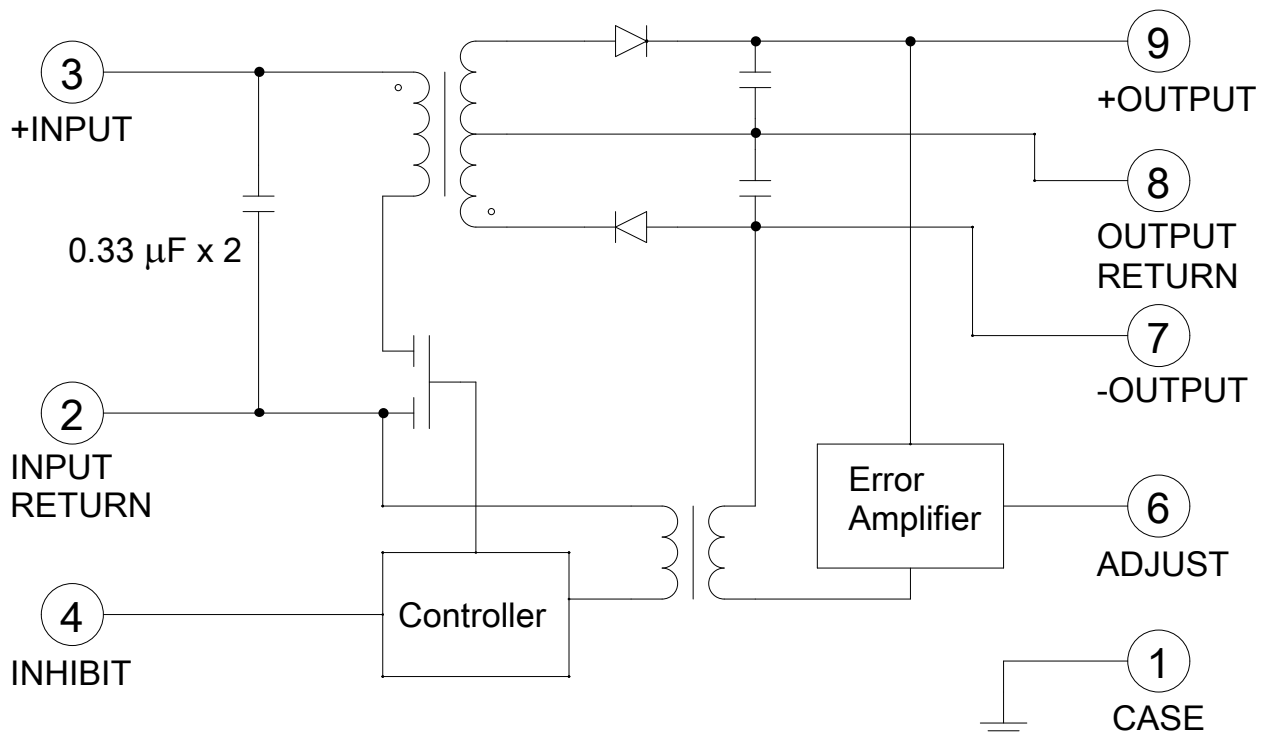 3
+INPUT
0.33 μF x 2
2
INPUT
RETURN
4
INHIBIT
Controller
Error
Amplifier
9
+OUTPUT
8
OUTPUT
RETURN
7
-OUTPUT
6
ADJUST
1
CASE